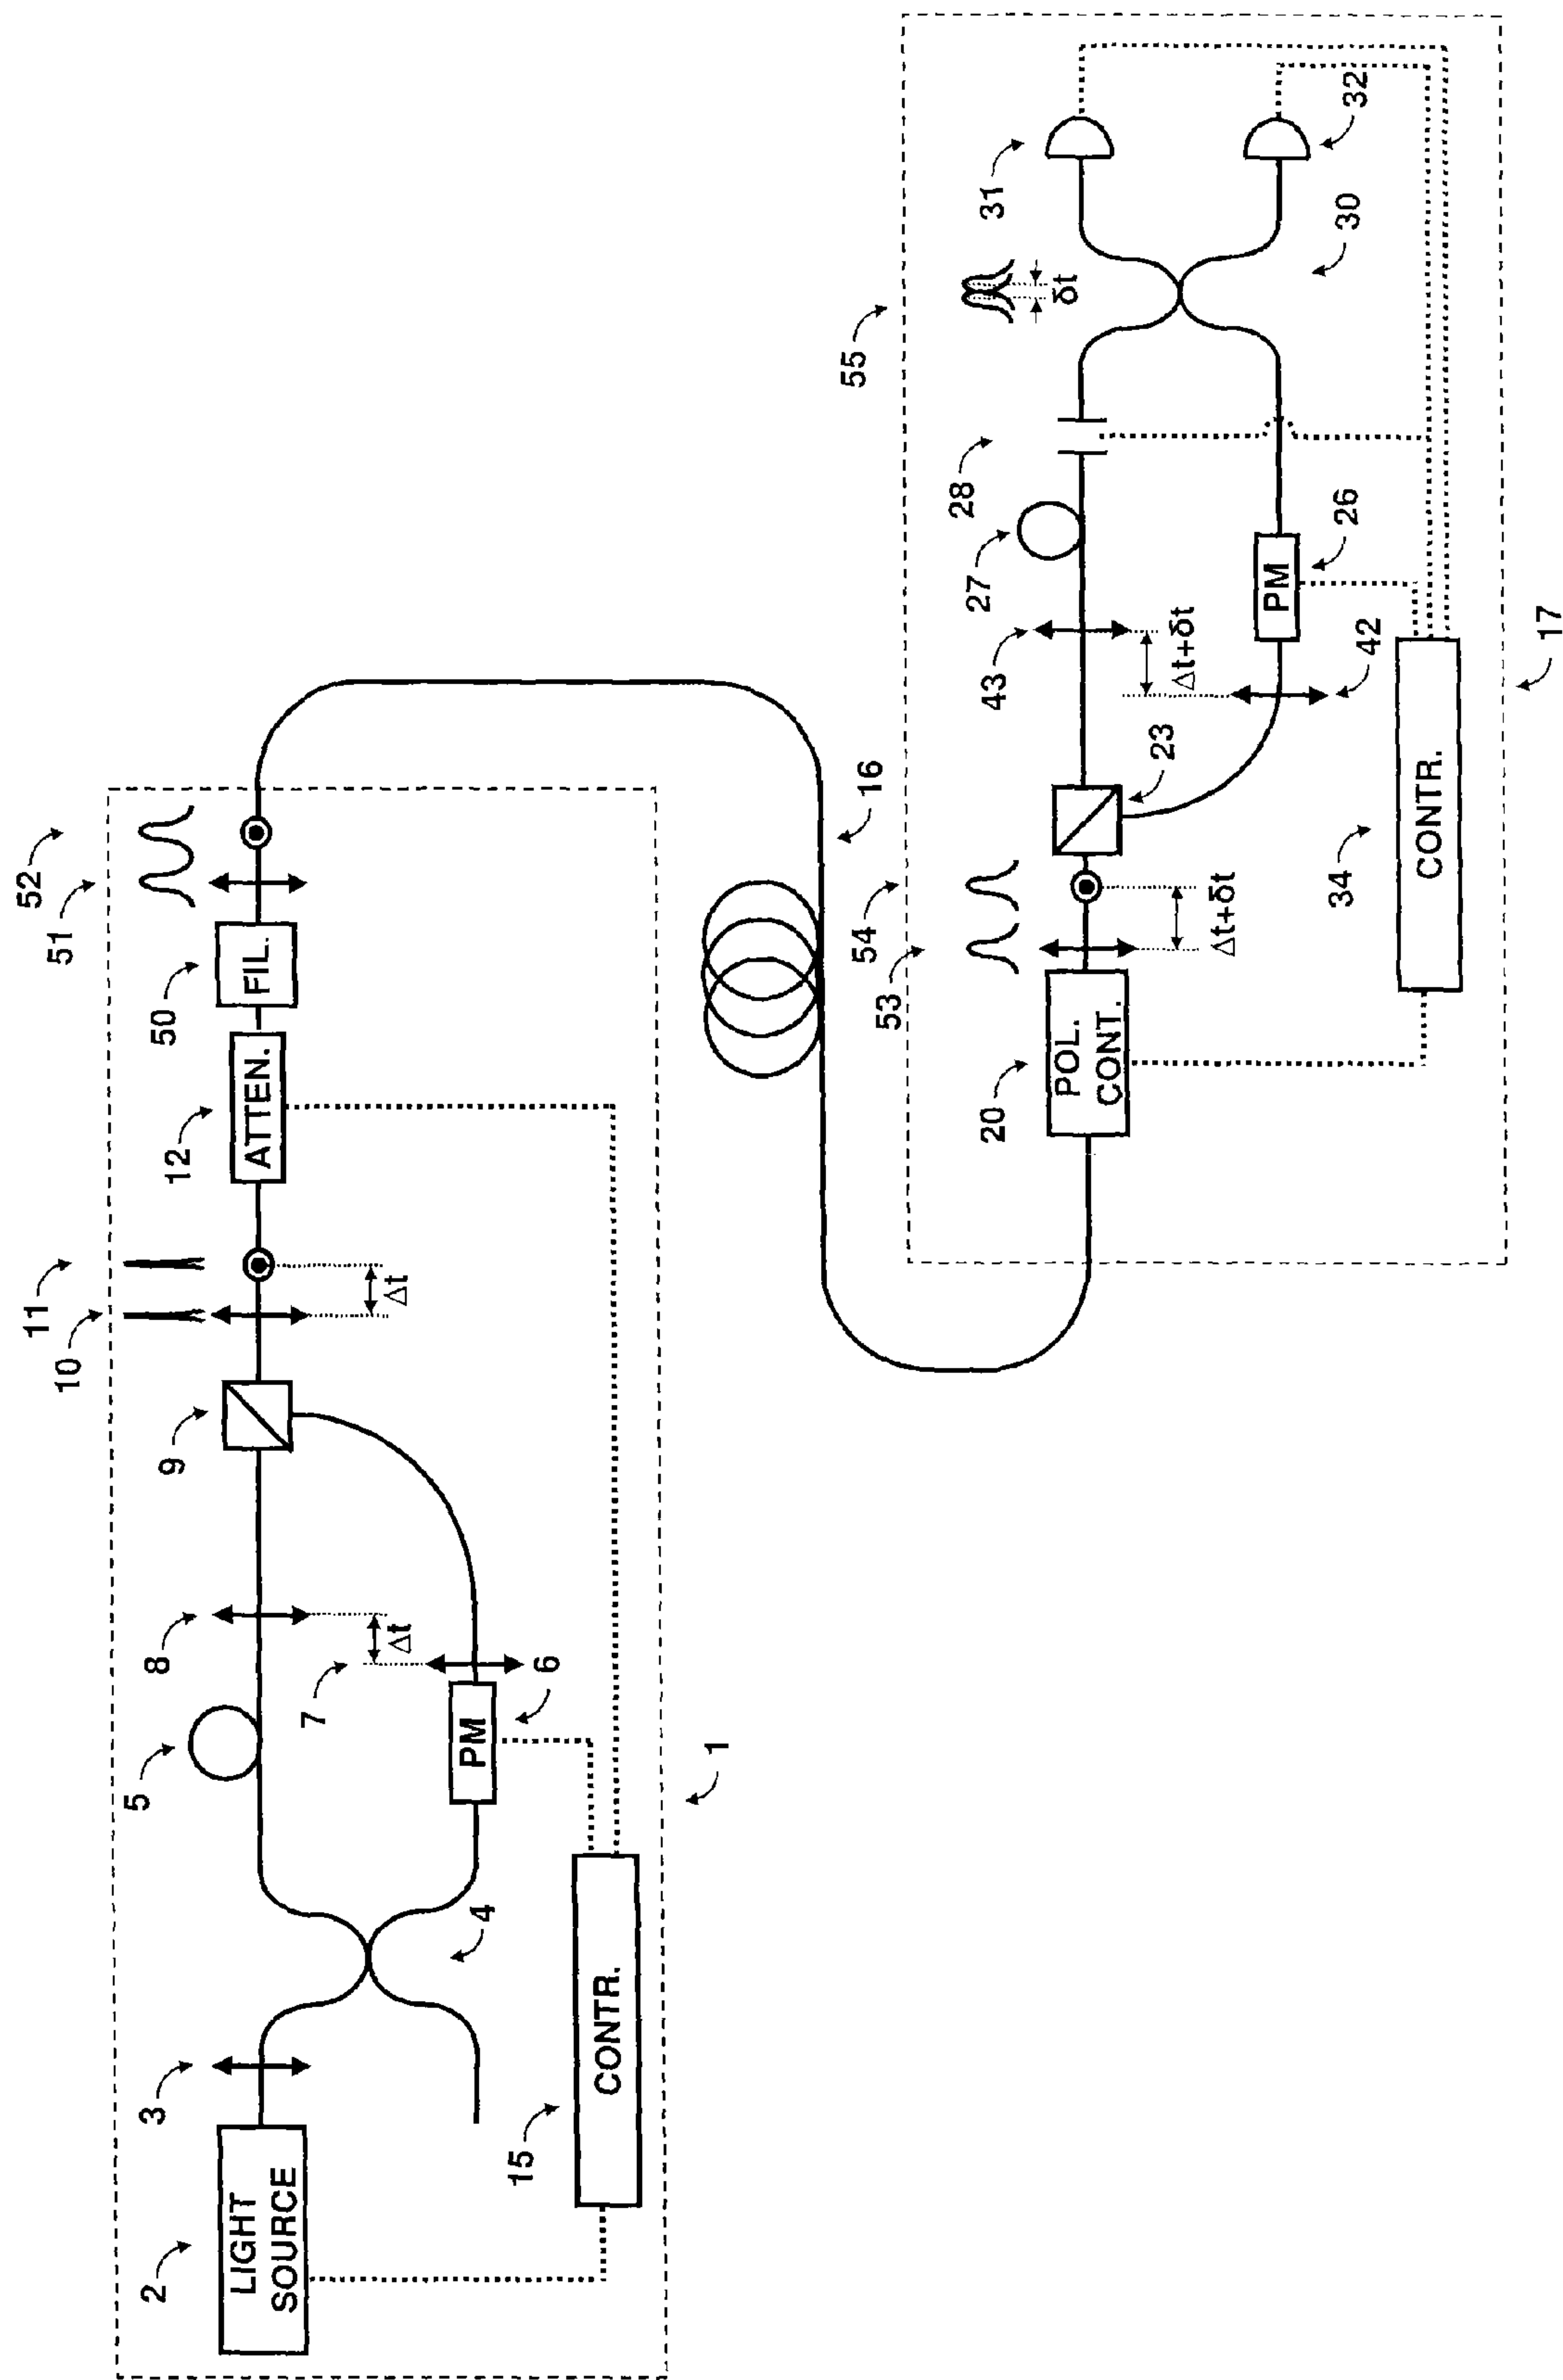 2
LIGHT
SOURCE
3
4
5
PM
6
7
8
Δt
9
10
11
Δt
12
ATTEN.
50
FIL.
51
52
15
CONTR.
1
16
20
POL.
CONT.
53
54
Δt+δt
23
43
Δt+δt
42
27
28
PM
26
55
δt
30
31
32
34
CONTR.
17